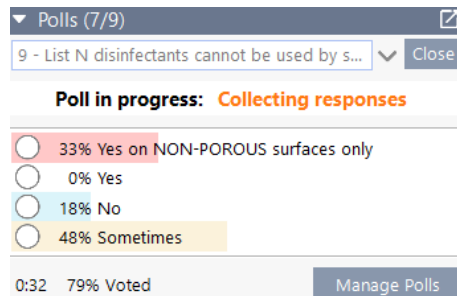 Polls (7/9)
9 - List N disinfectants cannot be used by s... Close
Poll in progress: Collecting responses
33% Yes on NON-POROUS surfaces only
0% Yes
18% No
48% Sometimes
0:32 79% Voted Manage Polls